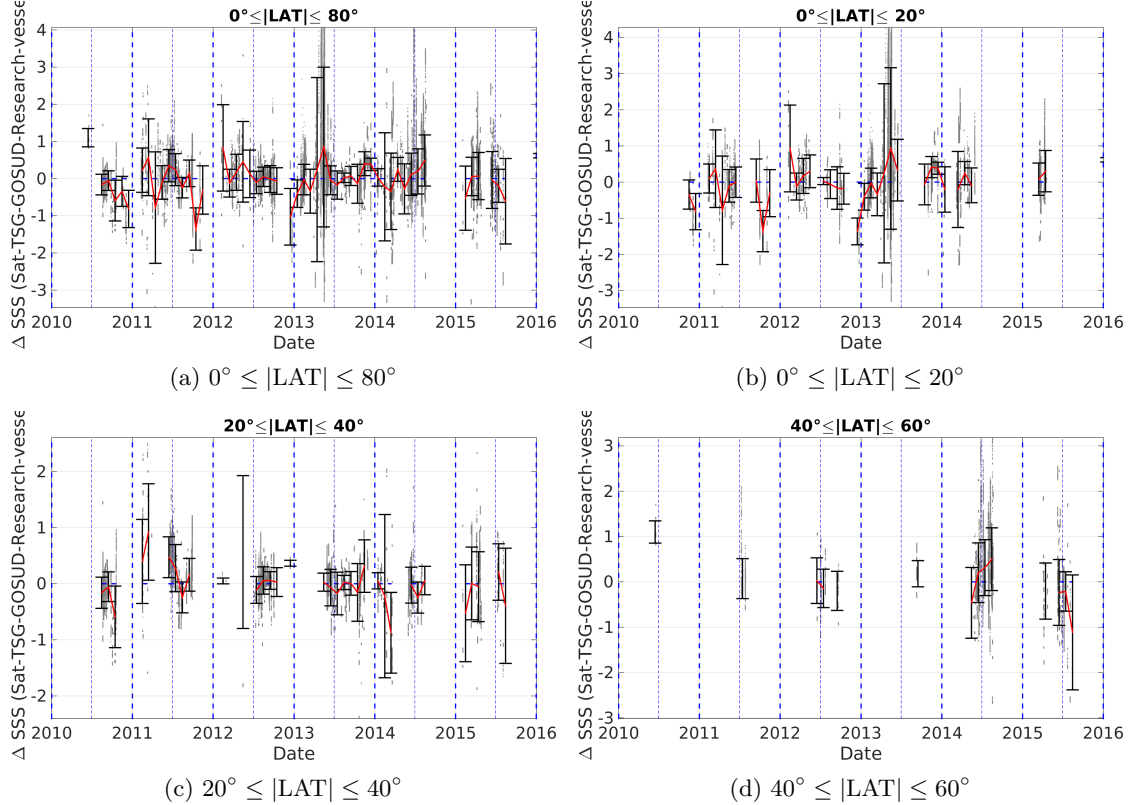 0°≤|LAT|≤ 80°
Δ SSS (Sat-TSG-GOSUD-Research-vesse
4
3
2
1
0
-1
-2
-3
2010 2011 2012 2013 2014 2015 2016
Date
(a) 0° ≤ |LAT| ≤ 80°
0°≤|LAT|≤ 20°
Δ SSS (Sat-TSG-GOSUD-Research-vesse
4
3
2
1
0
-1
-2
-3
2010 2011 2012 2013 2014 2015 2016
Date
(b) 0° ≤ |LAT| ≤ 20°
20°≤|LAT|≤ 40°
Δ SSS (Sat-TSG-GOSUD-Research-vesse
2
1
0
-1
-2
2010 2011 2012 2013 2014 2015 2016
Date
(c) 20° ≤ |LAT| ≤ 40°
40°≤|LAT|≤ 60°
Δ SSS (Sat-TSG-GOSUD-Research-vesse
3
2
1
0
-1
-2
-3
2010 2011 2012 2013 2014 2015 2016
Date
(d) 40° ≤ |LAT| ≤ 60°